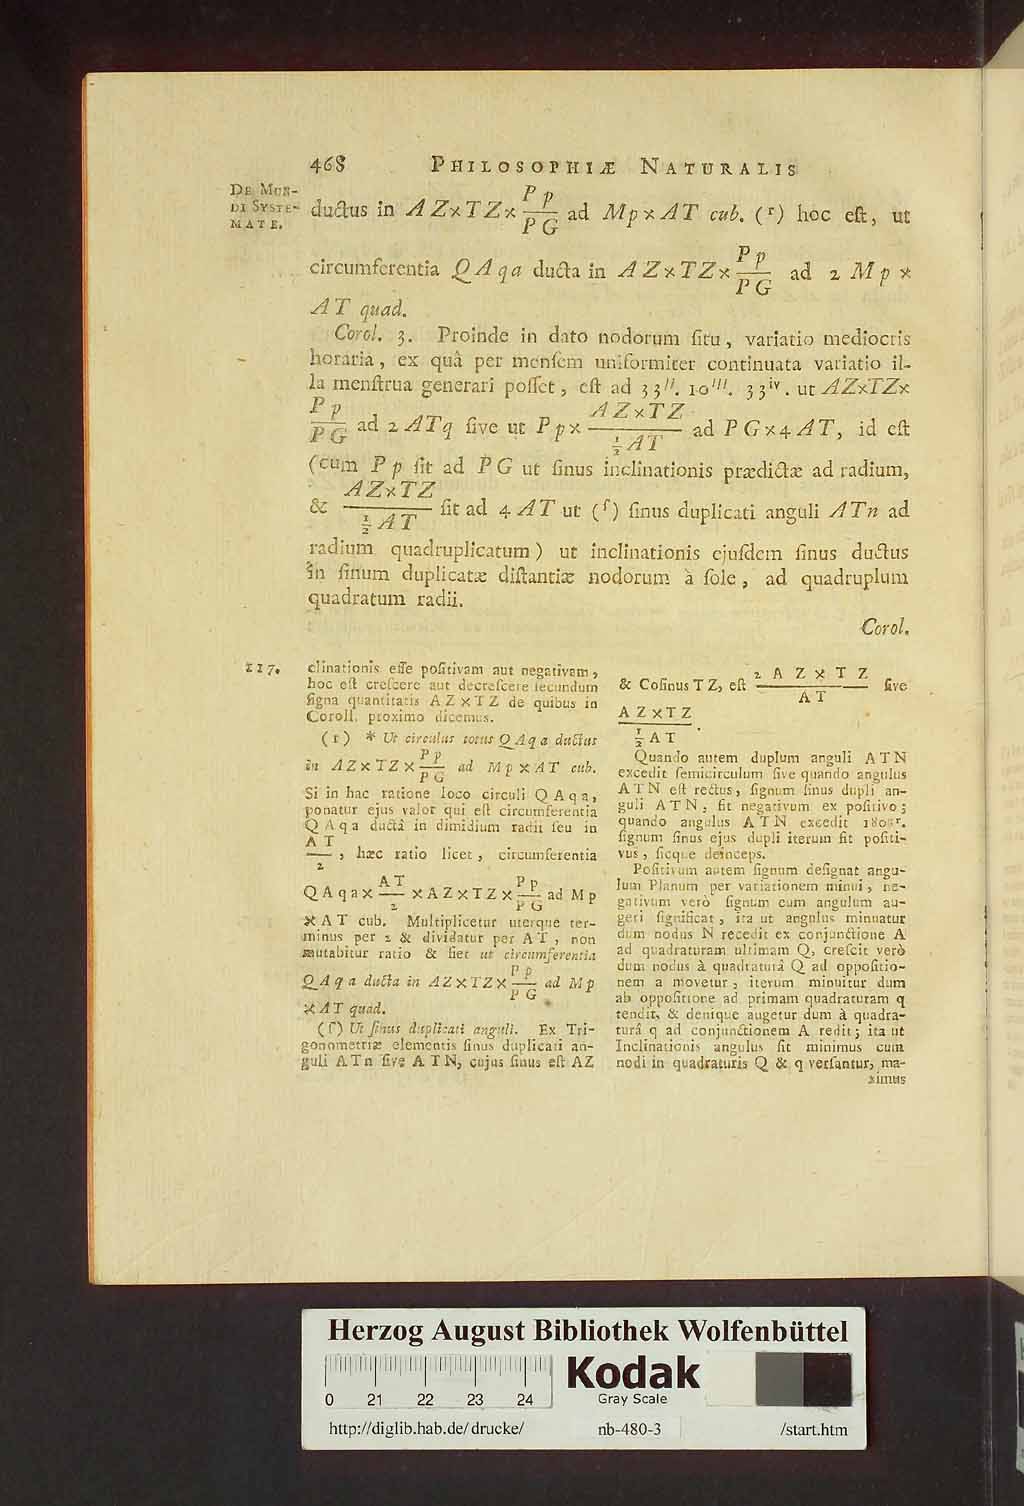 468 PHILOSOPHIÆ NATURALIS
DE MUN-
DI SYSTE-
MATE.
ductus in AZ×TZ× Pp/PG ad Mp×AT cub. (r) hoc eſt, ut
circumferentia QAqa ducta in AZ×TZ× Pp/PG ad 2 Mp ×
AT quad.
Corol. 3. Proinde in dato nodorum ſitu, variatio mediocris
horaria, ex quâ per menſem uniformiter continuata variatio il-
la menſtrua generari poſſet, eſt ad 33ᴵᴵ. 10ᴵᴵᴵ. 33ⁱᵛ. ut AZ×TZ×
Pp/PG ad 2 ATq ſive ut Pp× AZ×TZ/½AT ad PG×4AT, id eſt
(cum Pp ſit ad PG ut ſinus inclinationis prædictæ ad radium,
& AZ×TZ/½AT ſit ad 4 AT ut (ſ) ſinus duplicati anguli ATn ad
radium quadruplicatum) ut inclinationis ejuſdem ſinus ductus
in ſinum duplicatæ diſtantiæ nodorum à ſole, ad quadruplum
quadratum radii.
Corol.
117. clinationis eſſe poſitivam aut negativam,
hoc eſt creſcere aut decreſcere ſecundum
ſigna quantitatis AZ×TZ de quibus in
Coroll. proximo dicemus.
(r) * Ut circulus totus QAqa ductus
in AZ×TZ× Pp/PG ad Mp×AT cub.
Si in hac ratione loco circuli QAqa,
ponatur ejus valor qui eſt circumferentia
QAqa ductâ in dimidium radii ſeu in
AT/2, hæc ratio licet, circumferentia
QAqa× AT/2 ×AZ×TZ× Pp/PG ad Mp
×AT cub. Multiplicetur uterque ter-
minus per 2 & dividatur per AT, non
mutabitur ratio & fiet ut circumferentia
QAqa ducta in AZ×TZ× Pp/PG ad Mp
×AT quad.
(ſ) Ut ſinus duplicati anguli. Ex Tri-
gonometriæ elementis ſinus duplicati an-
guli ATn ſive ATN, cujus ſinus eſt AZ
& Coſinus TZ, eſt 2 AZ×TZ/AT ſive
AZ×TZ/½AT.
Quando autem duplum anguli ATN
excedit ſemicirculum ſive quando angulus
ATN eſt rectus, ſignum ſinus dupli an-
guli ATN, fit negativum ex poſitivo;
quando angulus ATN excedit 180gr.
ſignum ſinus ejus dupli iterum fit poſiti-
vus, ſicque deinceps.
Poſitivum autem ſignum deſignat angu-
lum Planum per variationem minui, ne-
gativum verò ſignum eum angulum au-
geri ſignificat, ita ut angulus minuatur
dum nodus N recedit ex conjunctione A
ad quadraturam ultimam Q, creſcit verò
dum nodus à quadraturâ Q ad oppoſitio-
nem a movetur, iterum minuitur dum
ab oppoſitione ad primam quadraturam q
tendit, & denique augetur dum à quadra-
turâ q ad conjunctionem A redit; ita ut
Inclinationis angulus ſit minimus cum
nodi in quadraturis Q & q verſantur, ma-
ximus
Herzog August Bibliothek Wolfenbüttel
0 21 22 23 24
Kodak
Gray Scale
http://diglib.hab.de/drucke/ nb-480-3 /start.htm